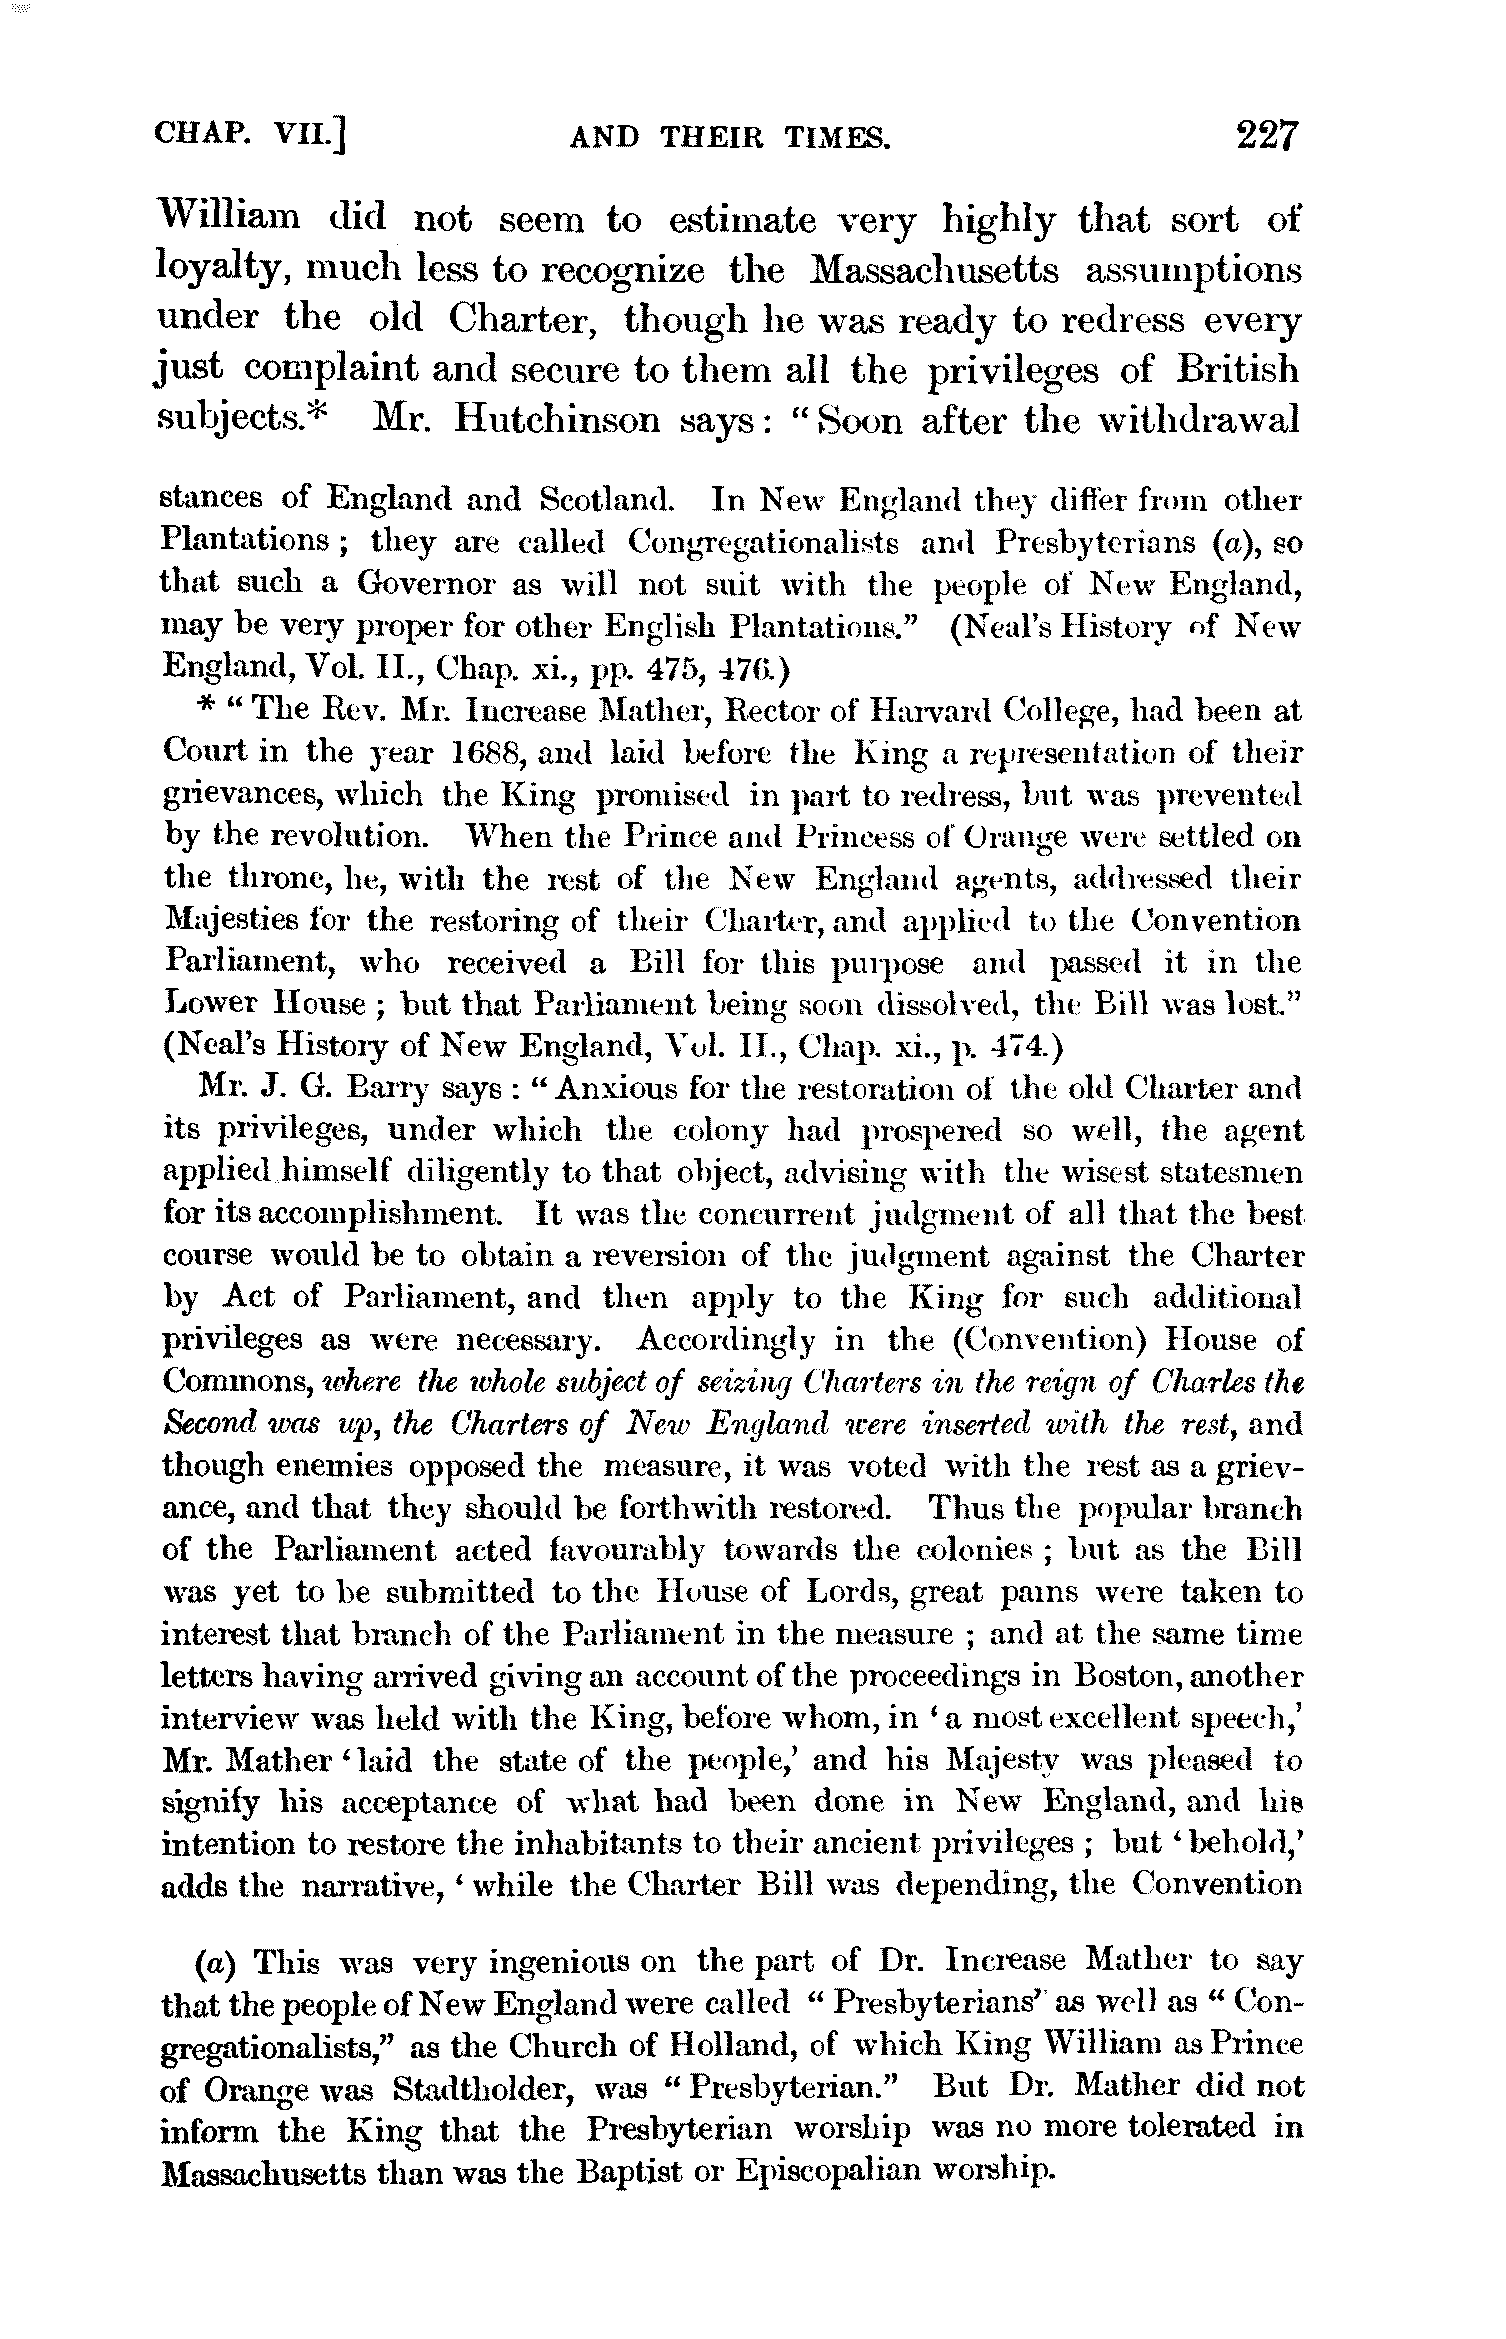 CHAP. VII.] AND THEIR TIMES. 227
William did not seem to estimate very highly that sort of
loyalty, much less to recognize the Massachusetts assumptions
under the old Charter, though he was ready to redress every
just complaint and secure to them all the privileges of British
subjects.* Mr. Hutchinson says: "Soon after the withdrawal
stances of England and Scotland. In New England they differ from other
Plantations; they are called Congregationalists and Presbyterians (a), so
that such a Governor as will not suit with the people of New England,
may be very proper for other English Plantations." (Neal's History of New
England, Vol. II., Chap. xi., pp. 475, 476.)
* "The Rev. Mr. Increase Mather, Rector of Harvard College, had been at
Court in the year 1688, and laid before the King a representation of their
grievances, which the King promised in part to redress, but was prevented
by the revolution. When the Prince and Princess of Orange were settled on
the throne, he, with the rest of the New England agents, addressed their
Majesties for the restoring of their Charter, and applied to the Convention
Parliament, who received a Bill for this purpose and passed it in the
Lower House; but that Parliament being soon dissolved, the Bill was lost."
(Neal's History of New England, Vol. II., Chap. xi., p. 474.)
Mr. J. G. Barry says: "Anxious for the restoration of the old Charter and
its privileges, under which the colony had prospered so well, the agent
applied himself diligently to that object, advising with the wisest statesmen
for its accomplishment. It was the concurrent judgment of all that the best
course would be to obtain a reversion of the judgment against the Charter
by Act of Parliament, and then apply to the King for such additional
privileges as were necessary. Accordingly in the (Convention) House of
Commons, where the whole subject of seizing Charters in the reign of Charles the
Second was up, the Charters of New England were inserted with the rest, and
though enemies opposed the measure, it was voted with the rest as a griev-
ance, and that they should be forthwith restored. Thus the popular branch
of the Parliament acted favourably towards the colonies; but as the Bill
was yet to be submitted to the House of Lords, great pains were taken to
interest that branch of the Parliament in the measure; and at the same time
letters having arrived giving an account of the proceedings in Boston, another
interview was held with the King, before whom, in 'a most excellent speech,'
Mr. Mather 'laid the state of the people,' and his Majesty was pleased to
signify his acceptance of what had been done in New England, and his
intention to restore the inhabitants to their ancient privileges; but 'behold,'
adds the narrative, 'while the Charter Bill was depending, the Convention
(a) This was very ingenious on the part of Dr. Increase Mather to say
that the people of New England were called "Presbyterians" as well as "Con-
gregationalists," as the Church of Holland, of which King William as Prince
of Orange was Stadtholder, was "Presbyterian." But Dr. Mather did not
inform the King that the Presbyterian worship was no more tolerated in
Massachusetts than was the Baptist or Episcopalian worship.